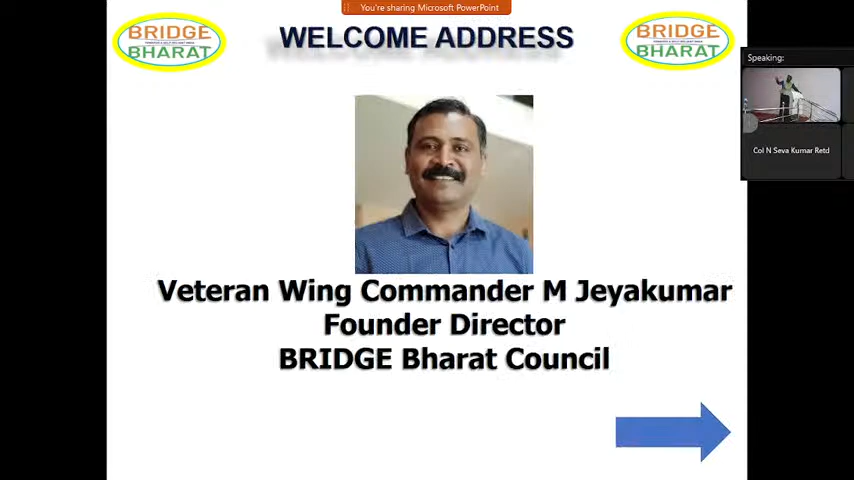 You're sharing Microsoft PowerPoint
BRIDGE
BHARAT
WELCOME ADDRESS
BRIDGE
BHARAT
Speaking:
Col N Seva Kumar Retd
Veteran Wing Commander M Jeyakumar
Founder Director
BRIDGE Bharat Council